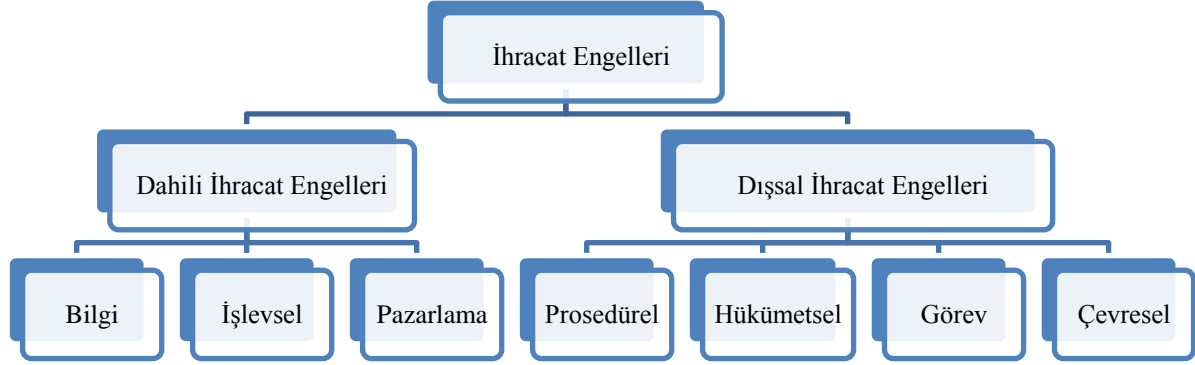 İhracat Engelleri
Dahili İhracat Engelleri
Dışsal İhracat Engelleri
Bilgi
İşlevsel
Pazarlama
Prosedürel
Hükümetsel
Görev
Çevresel